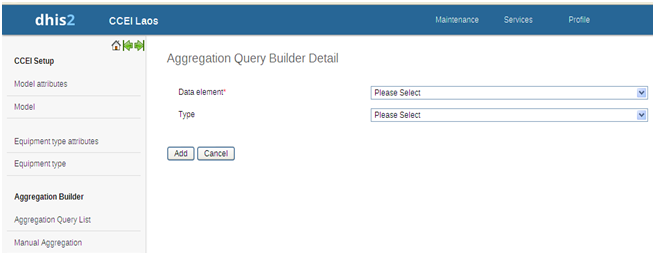 dhis2 CCEI Laos Maintenance Services Profile
CCEI Setup
Model attributes
Model
Equipment type attributes
Equipment type
Aggregation Builder
Aggregation Query List
Manual Aggregation
Aggregation Query Builder Detail
Data element* Please Select
Type Please Select
Add Cancel